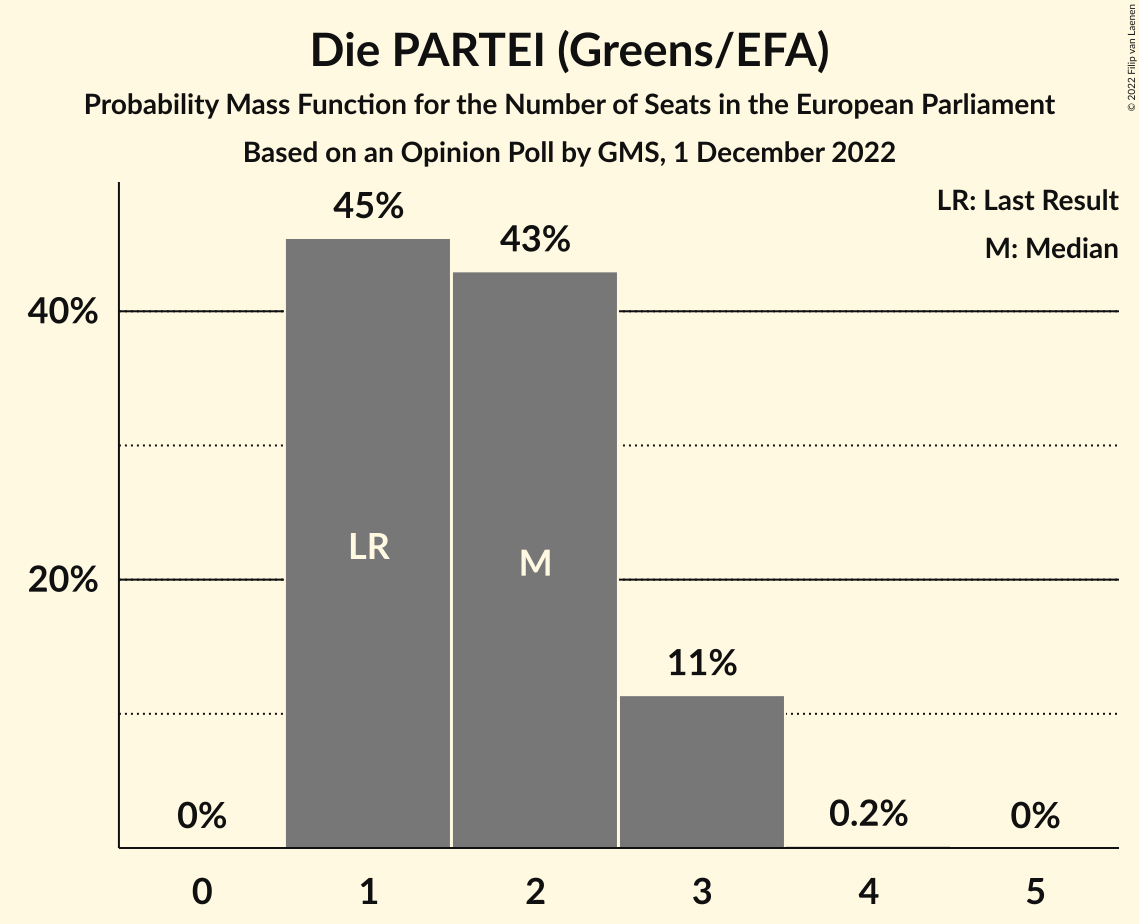 Die PARTEI (Greens/EFA)
Probability Mass Function for the Number of Seats in the European Parliament
Based on an Opinion Poll by GMS, 1 December 2022
© 2022 Filip van Laenen
LR: Last Result
M: Median
45%
43%
40%
LR
M
20%
11%
0%
0.2%
0%
0 1 2 3 4 5